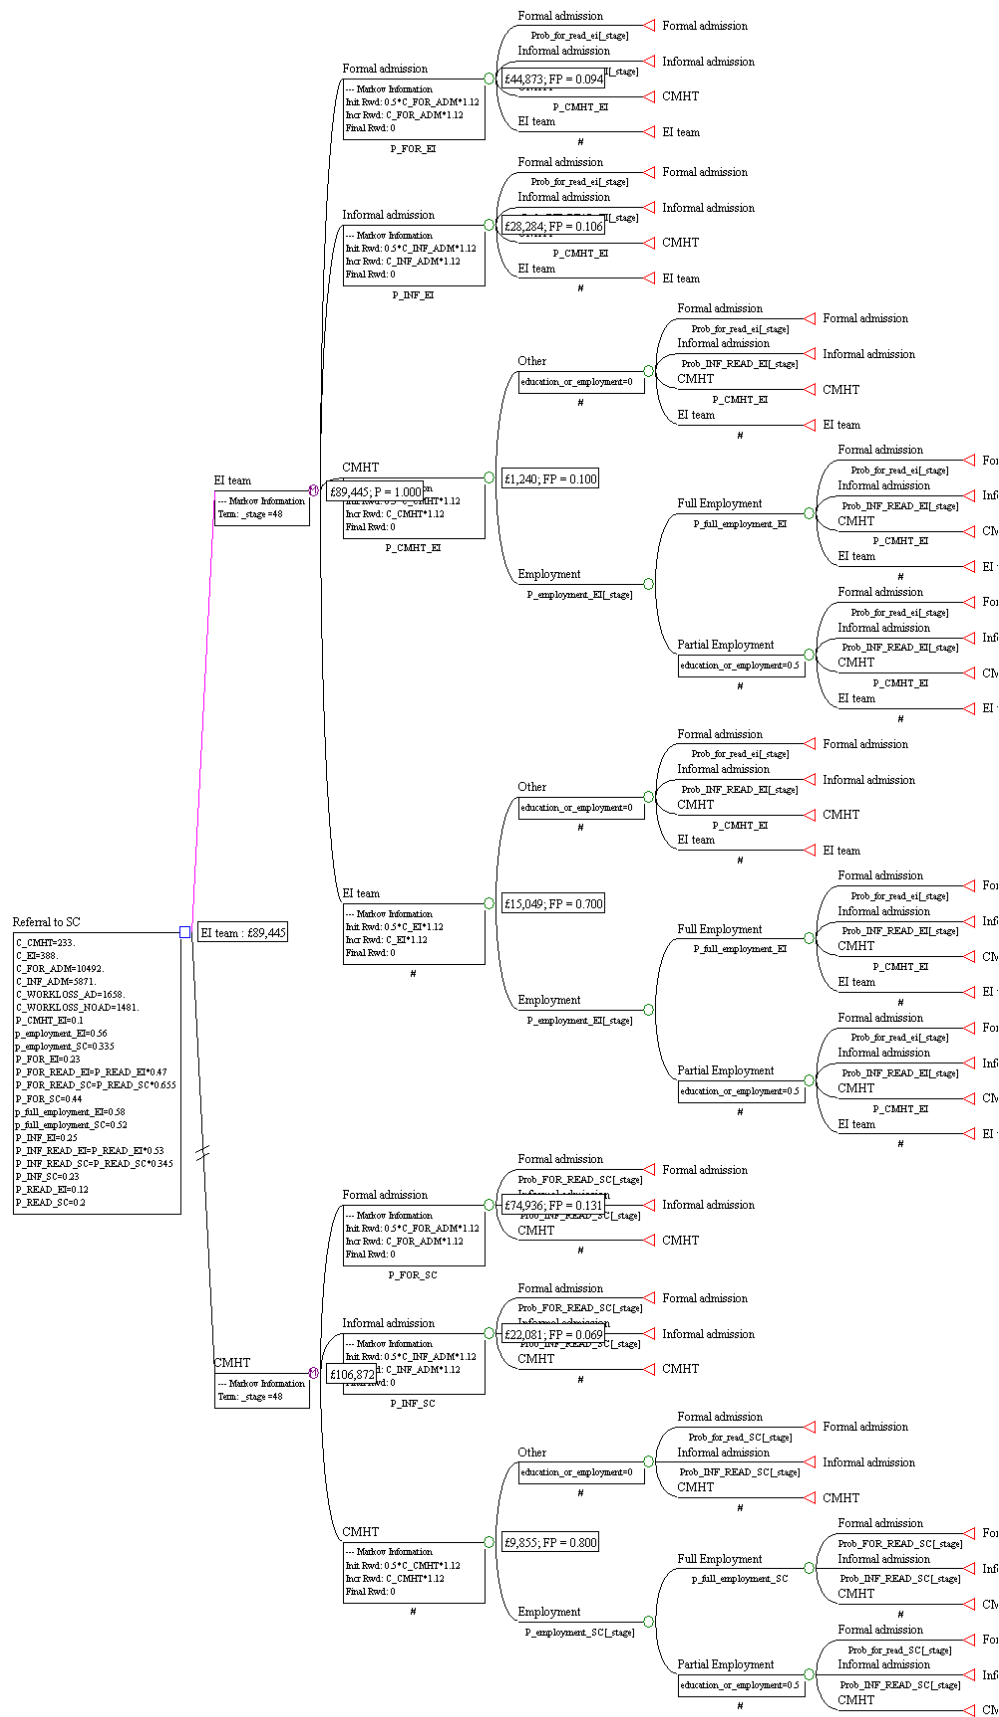 Formal admission
Prob_for_read_ei[_stage]
Formal admission
Informal admission
Informal admission
Formal admission
--- Markov Information
Init Rwd: 0.5*C_FOR_ADM*1.12
Incr Rwd: C_FOR_ADM*1.12
Final Rwd: 0
P_FOR_EI
£44,873; FP = 0.094
P_CMHT_EI
CMHT
EI team
#
EI team
Formal admission
Prob_for_read_ei[_stage]
Formal admission
Informal admission
Informal admission
Informal admission
--- Markov Information
Init Rwd: 0.5*C_INF_ADM*1.12
Incr Rwd: C_INF_ADM*1.12
Final Rwd: 0
P_INF_EI
£28,284; FP = 0.106
P_CMHT_EI
CMHT
EI team
#
EI team
Formal admission
Prob_for_read_ei[_stage]
Formal admission
Informal admission
Prob_INF_READ_EI[_stage]
Informal admission
Other
education_or_employment=0
#
CMHT
P_CMHT_EI
CMHT
EI team
#
EI team
EI team
--- Markov Information
Term: _stage =48
£89,445; P = 1.000
CMHT
Incr Rwd: C_CMHT*1.12
Final Rwd: 0
P_CMHT_EI
£1,240; FP = 0.100
Formal admission
Prob_for_read_ei[_stage]
Informal admission
Prob_INF_READ_EI[_stage]
Full Employment
P_full_employment_EI
CMHT
P_CMHT_EI
EI team
#
Employment
P_employment_EI[_stage]
Formal admission
Prob_for_read_ei[_stage]
Informal admission
Prob_INF_READ_EI[_stage]
Partial Employment
education_or_employment=0.5
#
CMHT
P_CMHT_EI
EI team
#
Formal admission
Prob_for_read_ei[_stage]
Formal admission
Informal admission
Prob_INF_READ_EI[_stage]
Informal admission
Other
education_or_employment=0
#
CMHT
P_CMHT_EI
CMHT
EI team
#
EI team
EI team
--- Markov Information
Init Rwd: 0.5*C_EI*1.12
Incr Rwd: C_EI*1.12
Final Rwd: 0
#
£15,049; FP = 0.700
Formal admission
Prob_for_read_ei[_stage]
Informal admission
Prob_INF_READ_EI[_stage]
Full Employment
P_full_employment_EI
CMHT
P_CMHT_EI
EI team
#
Employment
P_employment_EI[_stage]
Formal admission
Prob_for_read_ei[_stage]
Informal admission
Prob_INF_READ_EI[_stage]
Partial Employment
education_or_employment=0.5
#
CMHT
P_CMHT_EI
EI team
#
Referral to SC
EI team : £89,445
C_CMHT=233.
C_EI=388.
C_FOR_ADM=10492.
C_INF_ADM=5871.
C_WORKLOSS_AD=1658.
C_WORKLOSS_NOAD=1481.
P_CMHT_EI=0.1
p_employment_EI=0.56
p_employment_SC=0.335
P_FOR_EI=0.23
P_FOR_READ_EI=P_READ_EI*0.47
P_FOR_READ_SC=P_READ_SC*0.655
P_FOR_SC=0.44
p_full_employment_EI=0.58
p_full_employment_SC=0.52
P_INF_EI=0.25
P_INF_READ_EI=P_READ_EI*0.53
P_INF_READ_SC=P_READ_SC*0.345
P_INF_SC=0.23
P_READ_EI=0.12
P_READ_SC=0.2
Formal admission
Prob_FOR_READ_SC[_stage]
Formal admission
Formal admission
--- Markov Information
Init Rwd: 0.5*C_FOR_ADM*1.12
Incr Rwd: C_FOR_ADM*1.12
Final Rwd: 0
P_FOR_SC
£74,936; FP = 0.131
Informal admission
CMHT
#
CMHT
Formal admission
Prob_FOR_READ_SC[_stage]
Formal admission
Informal admission
--- Markov Information
Init Rwd: 0.5*C_INF_ADM*1.12
C_INF_ADM*1.12
P_INF_SC
£22,081; FP = 0.069
Informal admission
CMHT
#
CMHT
CMHT
--- Markov Information
Term: _stage =48
£106,872
Formal admission
Prob_for_read_SC[_stage]
Formal admission
Informal admission
Prob_INF_READ_SC[_stage]
Informal admission
Other
education_or_employment=0
#
CMHT
#
CMHT
CMHT
--- Markov Information
Init Rwd: 0.5*C_CMHT*1.12
Incr Rwd: C_CMHT*1.12
Final Rwd: 0
#
£9,855; FP = 0.800
Formal admission
Prob_FOR_READ_SC[_stage]
Informal admission
Prob_INF_READ_SC[_stage]
Full Employment
p_full_employment_SC
CMHT
#
Employment
P_employment_SC[_stage]
Formal admission
Prob_for_read_SC[_stage]
Informal admission
Prob_INF_READ_SC[_stage]
Partial Employment
education_or_employment=0.5
#
CMHT